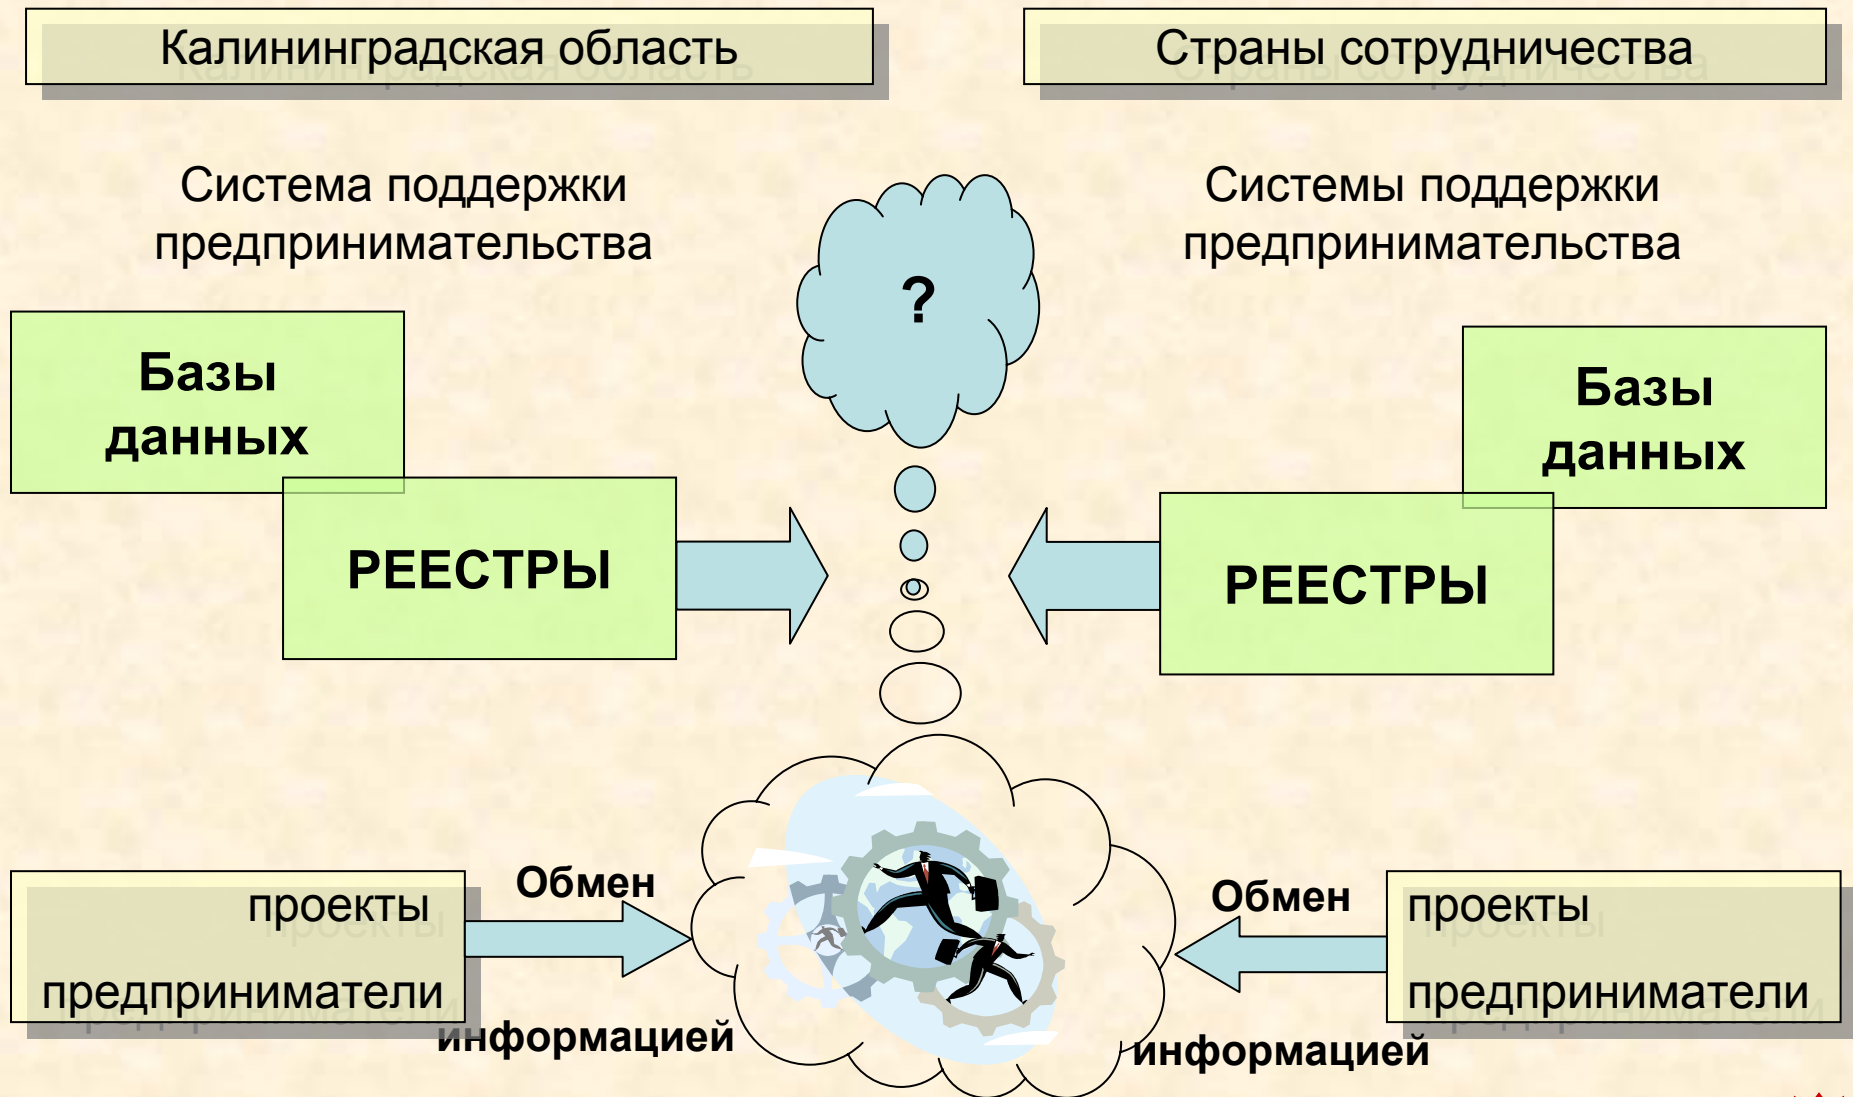 Калининградская область
Страны сотрудничества
Система поддержки
предпринимательства
Системы поддержки
предпринимательства
?
Базы
данных
РЕЕСТРЫ
Базы
данных
РЕЕСТРЫ
проекты
предприниматели
Обмен
информацией
Обмен
информацией
проекты
предприниматели